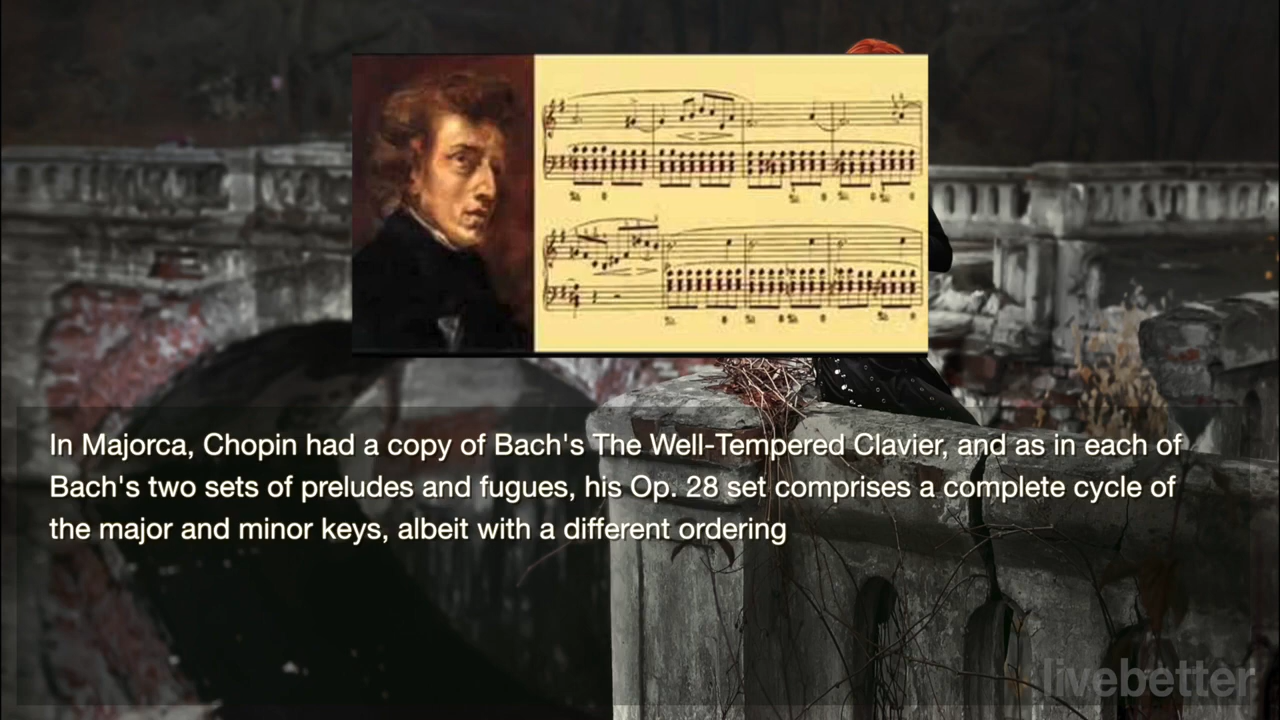 In Majorca, Chopin had a copy of Bach's The Well-Tempered Clavier, and as in each of
Bach's two sets of preludes and fugues, his Op. 28 set comprises a complete cycle of
the major and minor keys, albeit with a different ordering
livebetter